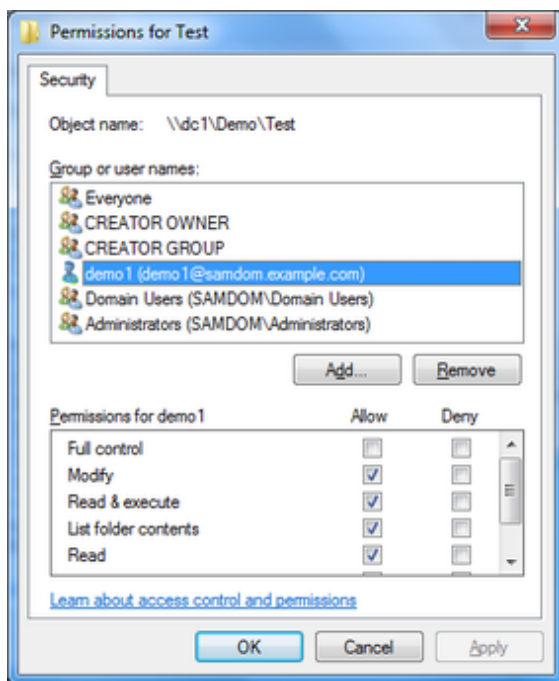 Permissions for Test
Security
Object name: \\dc1\Demo\Test
Group or user names:
Everyone
CREATOR OWNER
CREATOR GROUP
demo1 (demo1@samdom.example.com)
Domain Users (SAMDOM\Domain Users)
Administrators (SAMDOM\Administrators)
Add... Remove
Permissions for demo1 Allow Deny
Full control
Modify
Read & execute
List folder contents
Read
Learn about access control and permissions
OK Cancel Apply